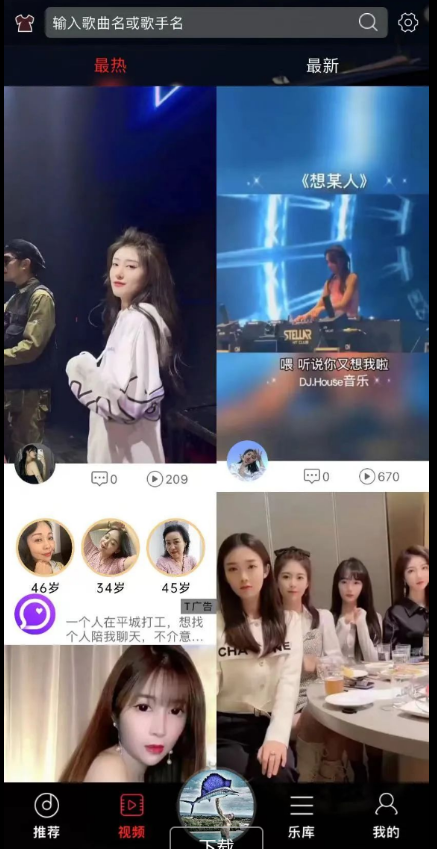 输入歌曲名或歌手名
最热
最新
《想某人》
STELLAR
喂 听说你又想我啦
DJ.House音乐
0
209
0
670
46岁
34岁
45岁
T广告
一个人在平城打工，想找
个人陪我聊天，不介意...
CHA
推荐
视频
下载
乐库
我的